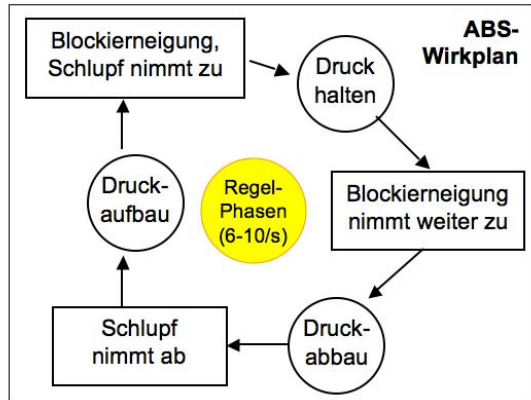 ABS-
Wirkplan
Blockierneigung,
Schlupf nimmt zu
Druck
halten
Blockierneigung
nimmt weiter zu
Druck-
abbau
Schlupf
nimmt ab
Druck-
aufbau
Regel-
Phasen
(6-10/s)